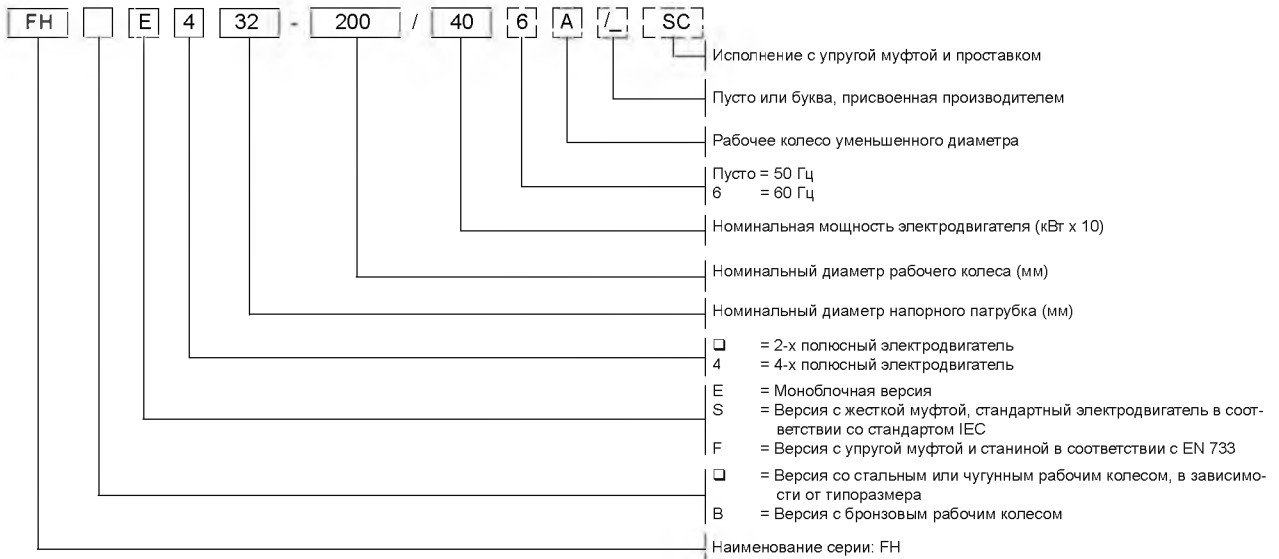 FH E 4 32 - 200 / 40 6 A /_ SC
Исполнение с упругой муфтой и проставком
Пусто или буква, присвоенная производителем
Рабочее колесо уменьшенного диаметра
Пусто = 50 Гц
6 = 60 Гц
Номинальная мощность электродвигателя (кВт х 10)
Номинальный диаметр рабочего колеса (мм)
Номинальный диаметр напорного патрубка (мм)
❑ = 2-х полюсный электродвигатель
4 = 4-х полюсный электродвигатель
E = Моноблочная версия
S = Версия с жесткой муфтой, стандартный электродвигатель в соот-
ветствии со стандартом IEC
F = Версия с упругой муфтой и станиной в соответствии с EN 733
❑ = Версия со стальным или чугунным рабочим колесом, в зависимо-
сти от типоразмера
B = Версия с бронзовым рабочим колесом
Наименование серии: FH